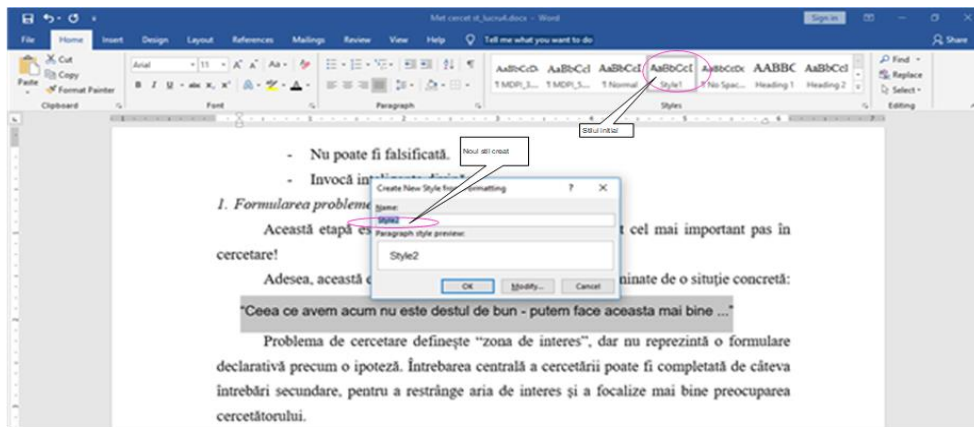 Met cercet st_lucru4.docx - Word
Sign in
File Home Insert Design Layout References Mailings Review View Help Tell me what you want to do Share
Paste
Cut
Copy
Format Painter
Clipboard
Arial 11
Font
Paragraph
AaBbCcD AaBbCcI AaBbCcI AaBbCcI AaBbCcDc AABBC AaBbCcI
¶ MDPI_3... ¶ MDPI_5... ¶ Normal Style1 ¶ No Spac... Heading 1 Heading 2
Styles
Find
Replace
Select
Editing
Stilul initial
Noul stil creat
- Nu poate fi falsificată.
- Invocă
Create New Style from Formatting ? ×
Name:
Style2
Paragraph style preview:
Style2
OK Modify... Cancel
1. Formularea probleme
Această etapă es t cel mai important pas în
cercetare!
Adesea, această e minate de o situție concretă:
“Ceea ce avem acum nu este destul de bun - putem face aceasta mai bine ...”
Problema de cercetare definește “zona de interes”, dar nu reprezintă o formulare
declarativă precum o ipoteză. Întrebarea centrală a cercetării poate fi completată de câteva
întrebări secundare, pentru a restrânge aria de interes și a focalize mai bine preocuparea
cercetătorului.